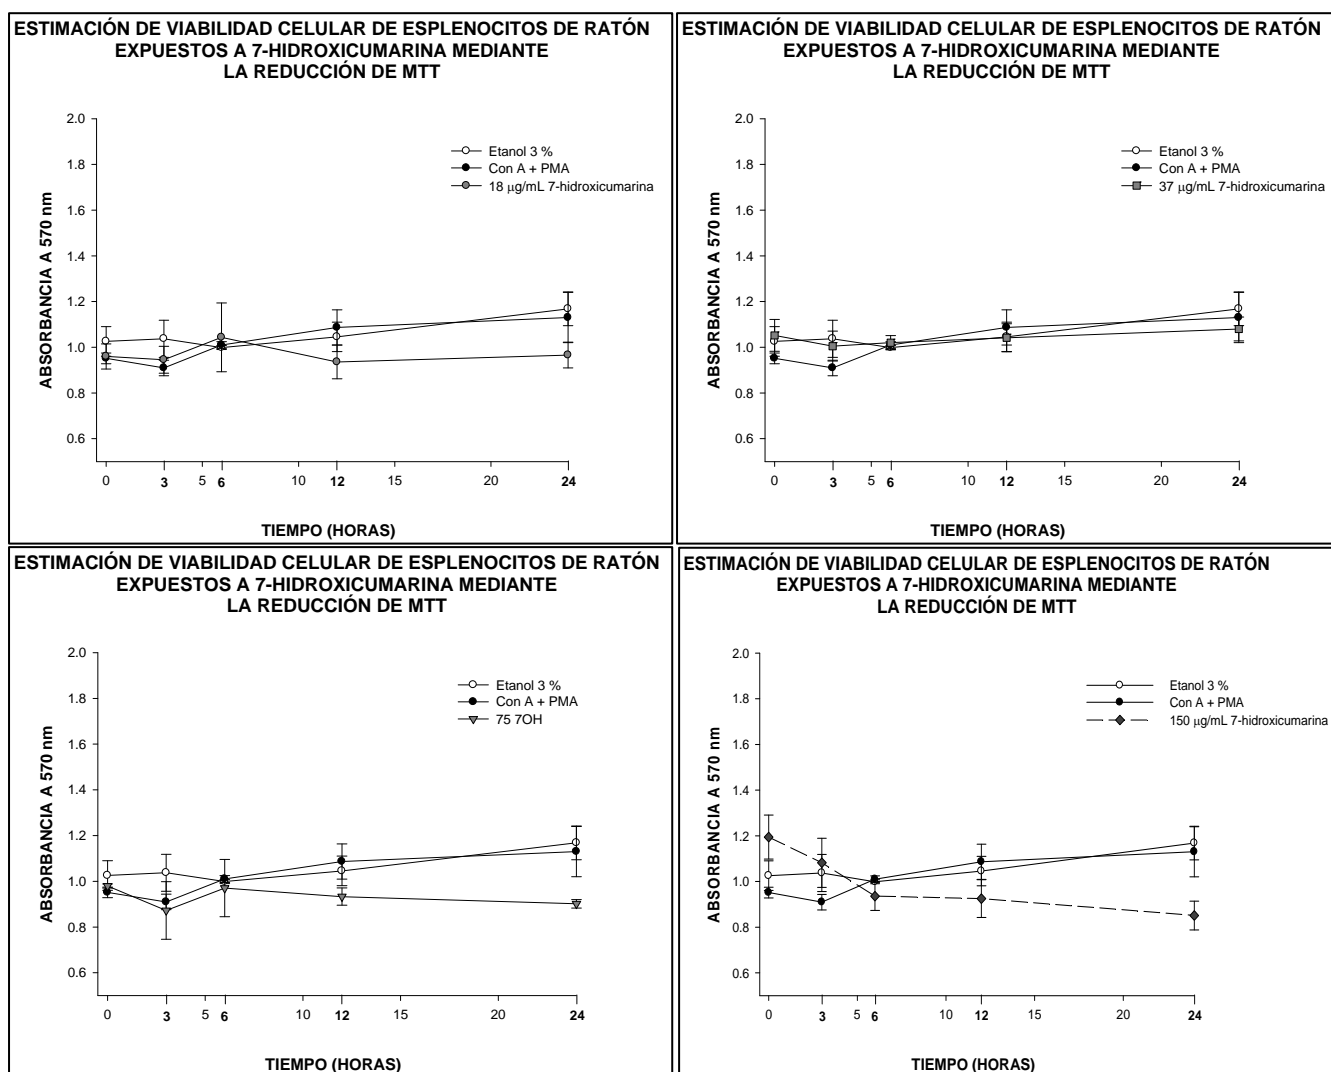 ESTIMACIÓN DE VIABILIDAD CELULAR DE ESPLENOCITOS DE RATÓN
EXPUESTOS A 7-HIDROXICUMARINA MEDIANTE
LA REDUCCIÓN DE MTT
2.0
1.8
1.6
1.4
1.2
1.0
0.8
0.6
ABSORBANCIA A 570 nm
Etanol 3 %
Con A + PMA
18 µg/mL 7-hidroxicumarina
0 3 5 6 10 12 15 20 24
TIEMPO (HORAS)
ESTIMACIÓN DE VIABILIDAD CELULAR DE ESPLENOCITOS DE RATÓN
EXPUESTOS A 7-HIDROXICUMARINA MEDIANTE
LA REDUCCIÓN DE MTT
2.0
1.8
1.6
1.4
1.2
1.0
0.8
0.6
ABSORBANCIA A 570 nm
Etanol 3 %
Con A + PMA
37 µg/mL 7-hidroxicumarina
0 3 5 6 10 12 15 20 24
TIEMPO (HORAS)
ESTIMACIÓN DE VIABILIDAD CELULAR DE ESPLENOCITOS DE RATÓN
EXPUESTOS A 7-HIDROXICUMARINA MEDIANTE
LA REDUCCIÓN DE MTT
2.0
1.8
1.6
1.4
1.2
1.0
0.8
0.6
ABSORBANCIA A 570 nm
Etanol 3 %
Con A + PMA
75 7OH
0 3 5 6 10 12 15 20 24
TIEMPO (HORAS)
ESTIMACIÓN DE VIABILIDAD CELULAR DE ESPLENOCITOS DE RATÓN
EXPUESTOS A 7-HIDROXICUMARINA MEDIANTE
LA REDUCCIÓN DE MTT
2.0
1.8
1.6
1.4
1.2
1.0
0.8
0.6
ABSORBANCIA A 570 nm
Etanol 3 %
Con A + PMA
150 µg/mL 7-hidroxicumarina
0 3 5 6 10 12 15 20 24
TIEMPO (HORAS)